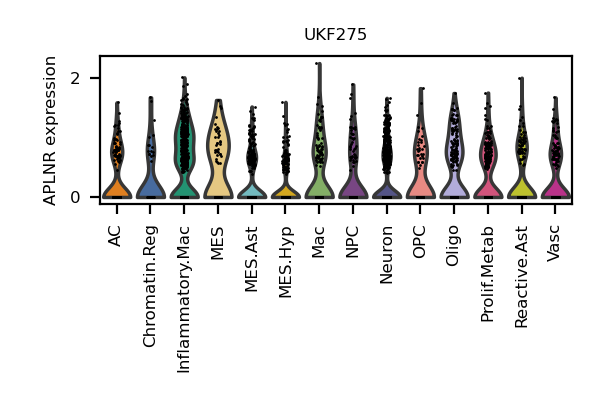 UKF275
APLNR expression
2
0
AC
Chromatin.Reg
Inflammatory.Mac
MES
MES.Ast
MES.Hyp
Mac
NPC
Neuron
OPC
Oligo
Prolif.Metab
Reactive.Ast
Vasc